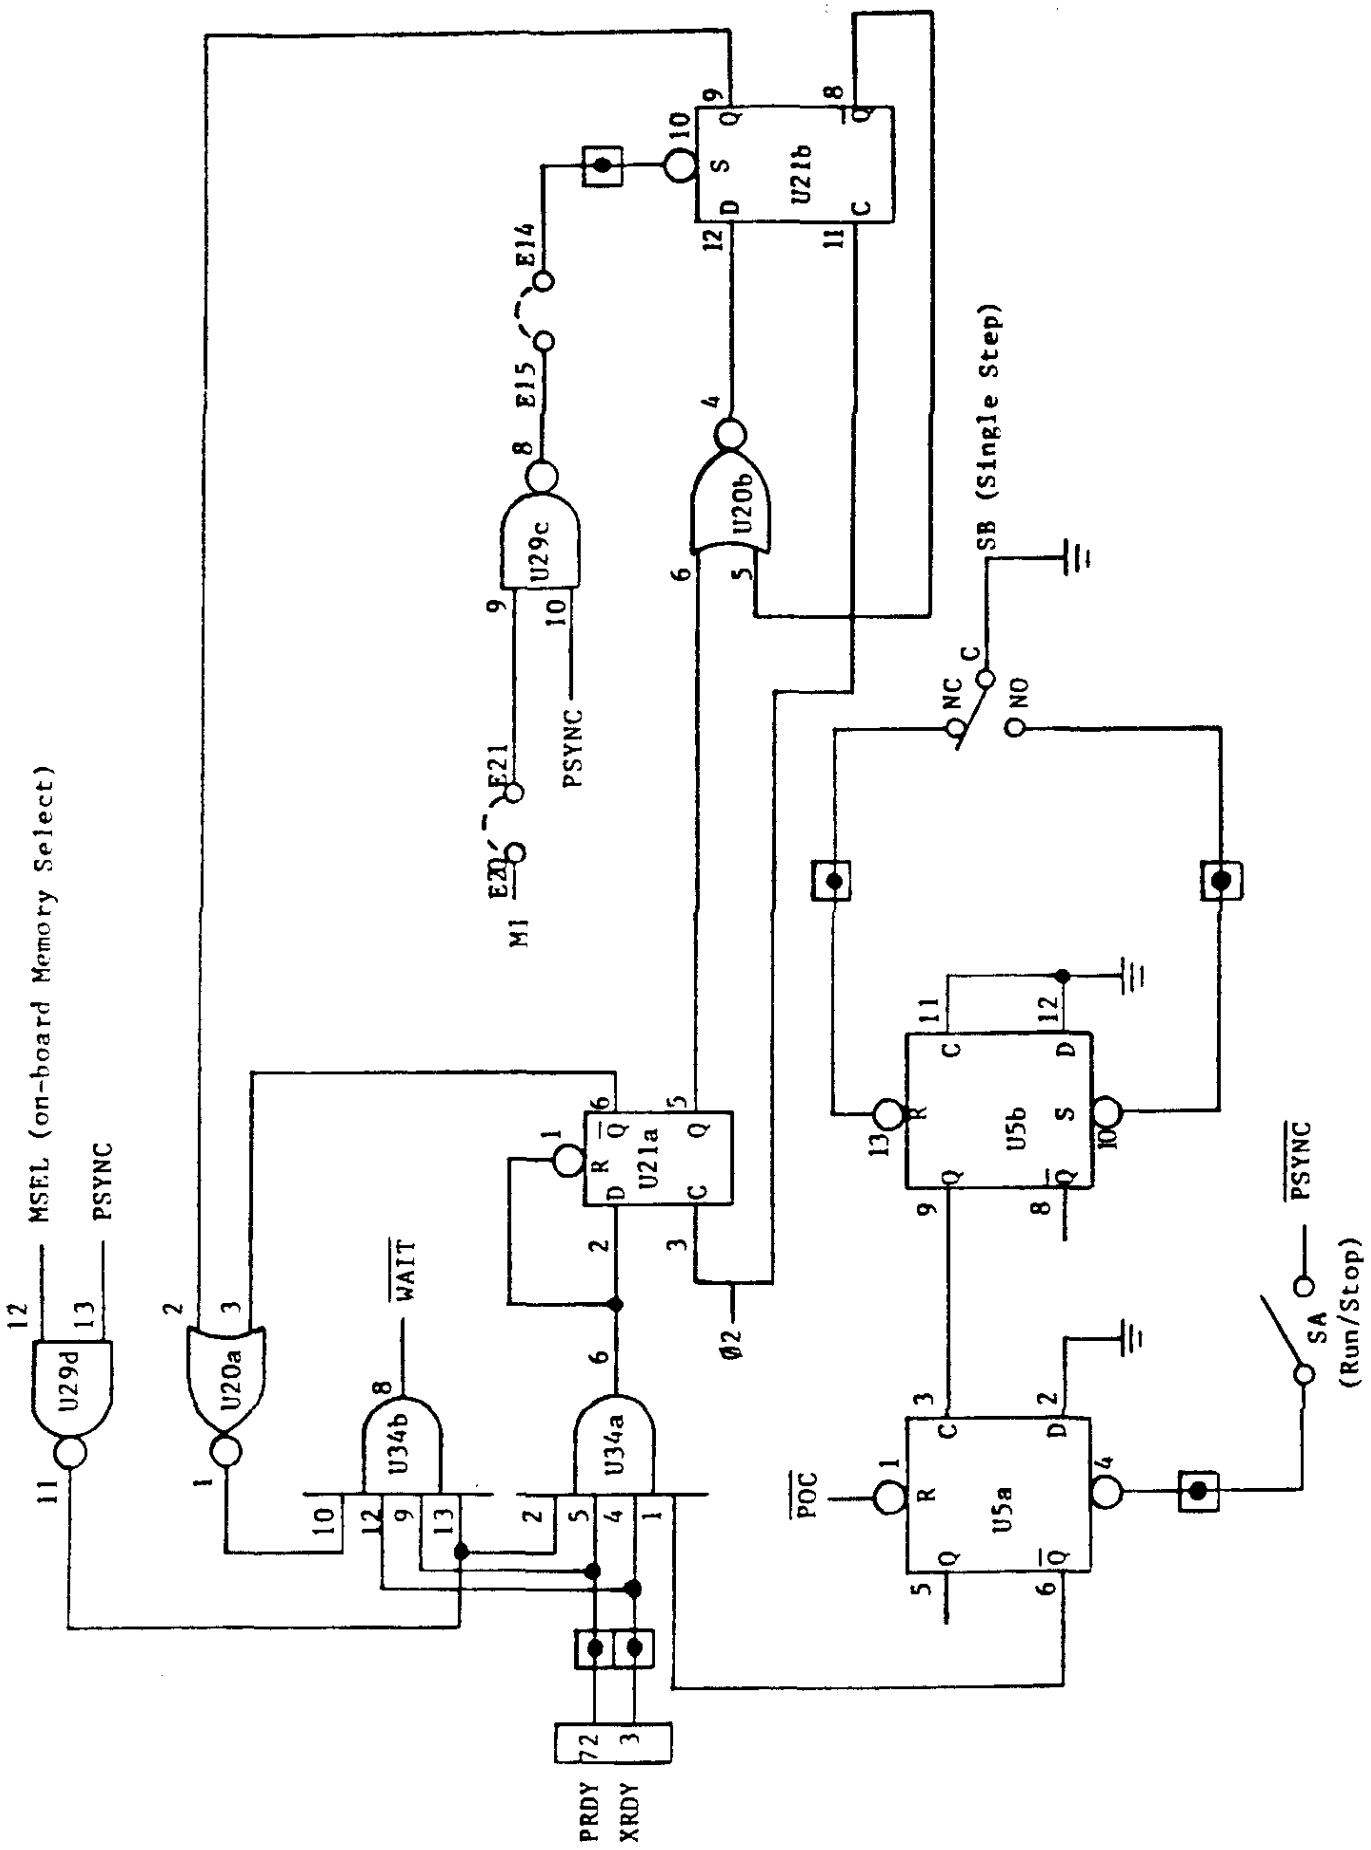 MSEL (on-board Memory Select)
PSYNC
12
13
U29d
11
2
3
U20a
1
WAIT
8
U34b
10
12
9
13
6
U34a
2
5
4
1
PRDY
72
XRDY
3
1
R
Q
6
D
U21a
2
C
Q
5
3
Ø2
M1
E20
E21
PSYNC
9
10
U29c
8
E15
E14
6
5
U20b
4
10
S
D
Q
9
12
U21b
11
C
Q
8
SB (Single Step)
C
NC
NO
13
R
C
11
U5b
D
12
S
10
Q
9
Q
8
POC
1
R
C
3
U5a
D
2
4
Q
5
Q
6
PSYNC
SA
(Run/Stop)